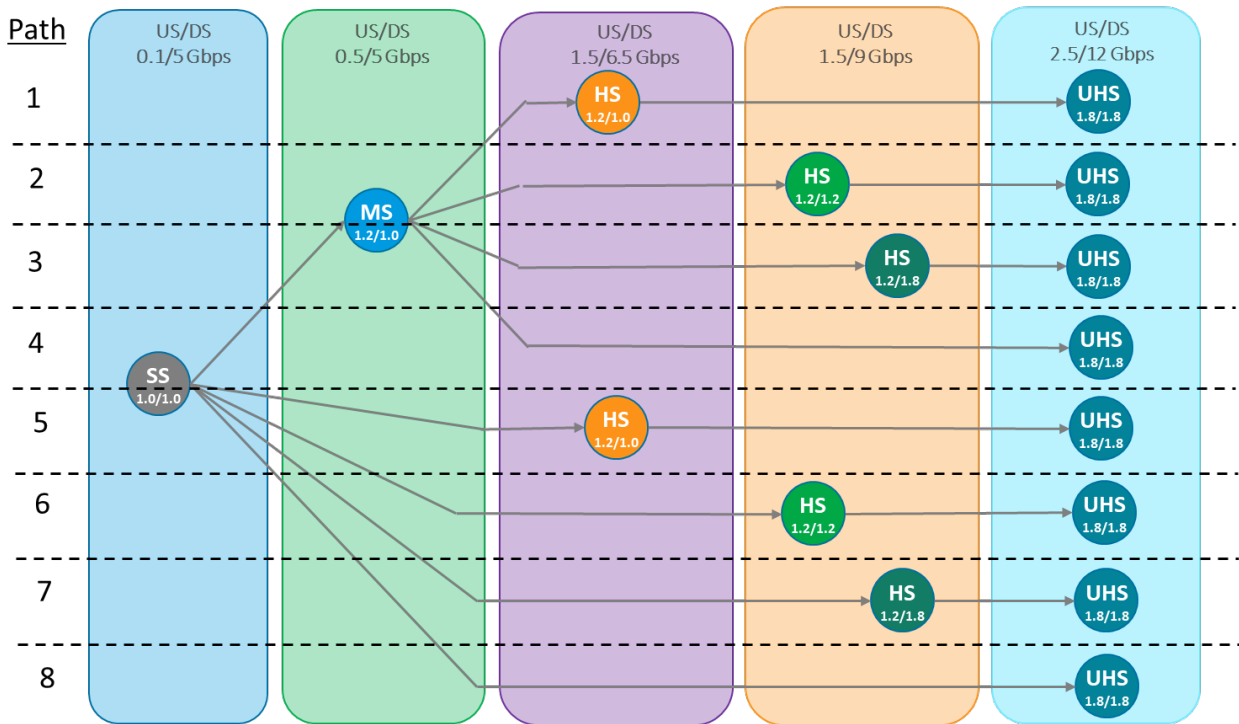 Path
US/DS
0.1/5 Gbps
US/DS
0.5/5 Gbps
US/DS
1.5/6.5 Gbps
US/DS
1.5/9 Gbps
US/DS
2.5/12 Gbps
1
HS
1.2/1.0
UHS
1.8/1.8
2
HS
1.2/1.2
UHS
1.8/1.8
MS
1.2/1.0
3
HS
1.2/1.8
UHS
1.8/1.8
4
UHS
1.8/1.8
SS
1.0/1.0
5
HS
1.2/1.0
UHS
1.8/1.8
6
HS
1.2/1.2
UHS
1.8/1.8
7
HS
1.2/1.8
UHS
1.8/1.8
8
UHS
1.8/1.8